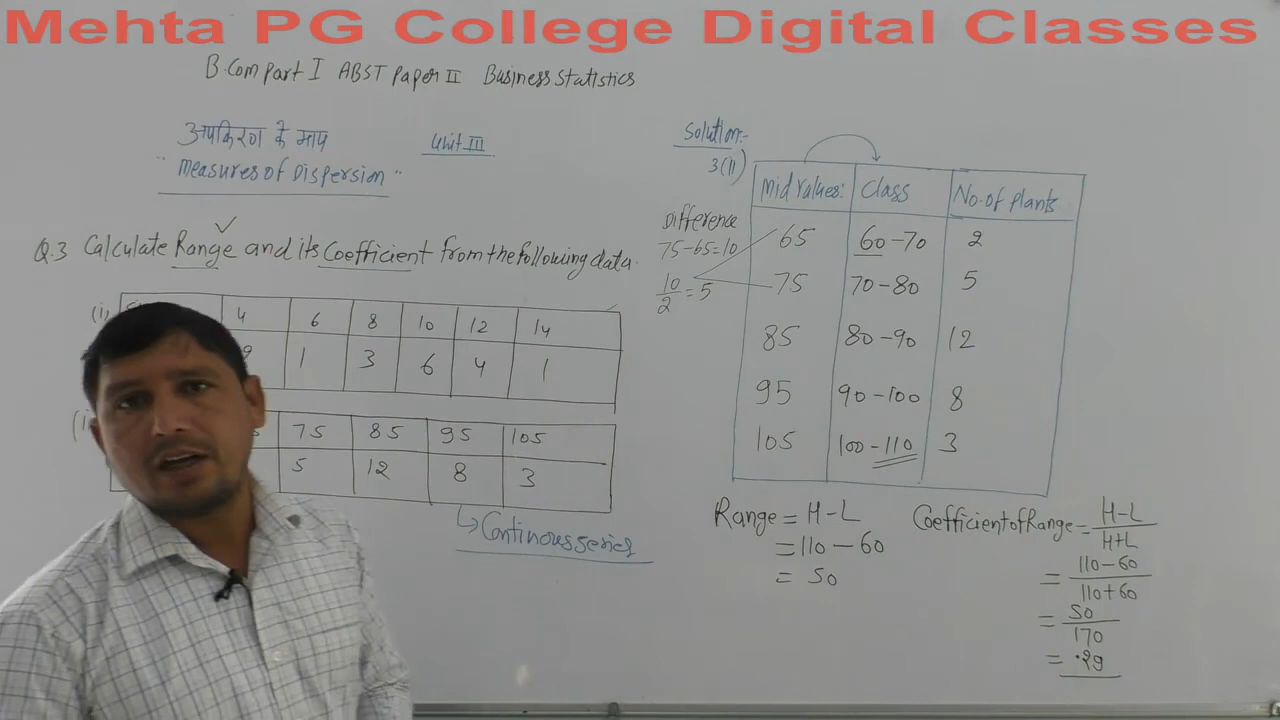 Mehta PG College Digital Classes
B.Com Part I ABST Paper II Business Statistics
अपकिरण के माप Unit III
"Measures of Dispersion"
Q.3 Calculate Range and its Coefficient from the following data.
(i) 4 6 8 10 12 14
1 3 6 4 1
75 85 95 105
5 12 8 3
Continous series
Solution:-
3(II)
Mid Values: Class No. of Plants
65 60-70 2
75 70-80 5
85 80-90 12
95 90-100 8
105 100-110 3
Difference
75-65=10
10/2 = 5
Range = H-L
= 110-60
= 50
Coefficient of Range = H-L/H+L
= 110-60/110+60
= 50/170
= .29